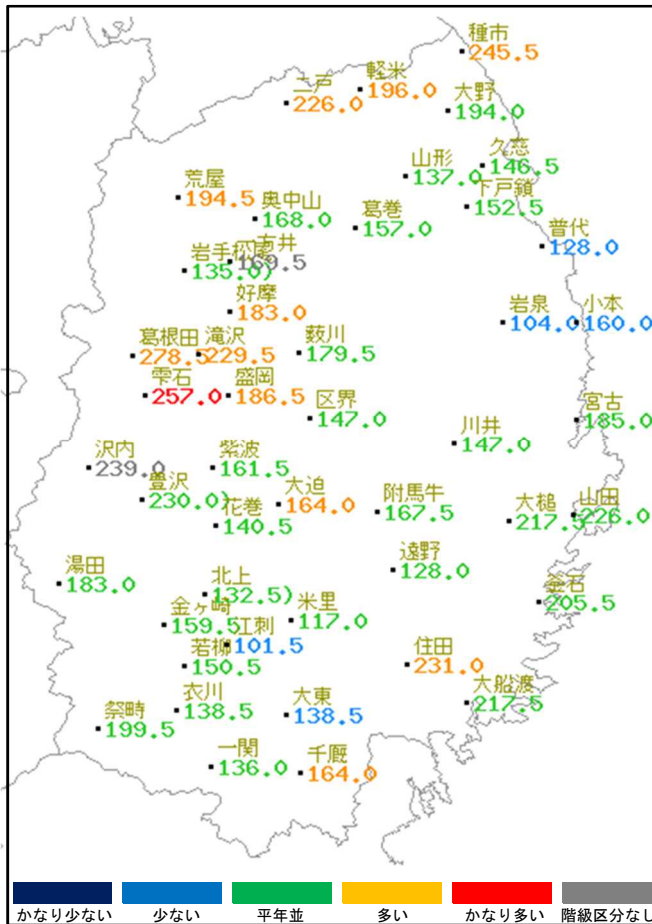 種市
245.5
軽米
196.0
二戸
226.0
大野
194.0
久慈
146.5
山形
137.0
下戸鎖
152.5
荒屋
194.5
奥中山
168.0
葛巻
157.0
普代
128.0
169.5
135.0)
好摩
183.0
岩泉
104.0
小本
160.0
葛根田
278.5
滝沢
229.5
薮川
179.5
雫石
257.0
盛岡
186.5
区界
147.0
宮古
185.0
川井
147.0
沢内
239.0
紫波
161.5
豊沢
230.0)
大迫
164.0
花巻
140.5
附馬牛
167.5
大槌
217.5
山田
226.0
湯田
183.0
遠野
128.0
北上
132.5)
釜石
205.5
金ヶ崎
159.5
米里
117.0
江刺
101.5
若柳
150.5
住田
231.0
衣川
138.5
大東
138.5
大船渡
217.5
祭畤
199.5
一関
136.0
千厩
164.0
かなり少ない 少ない 平年並 多い かなり多い 階級区分なし